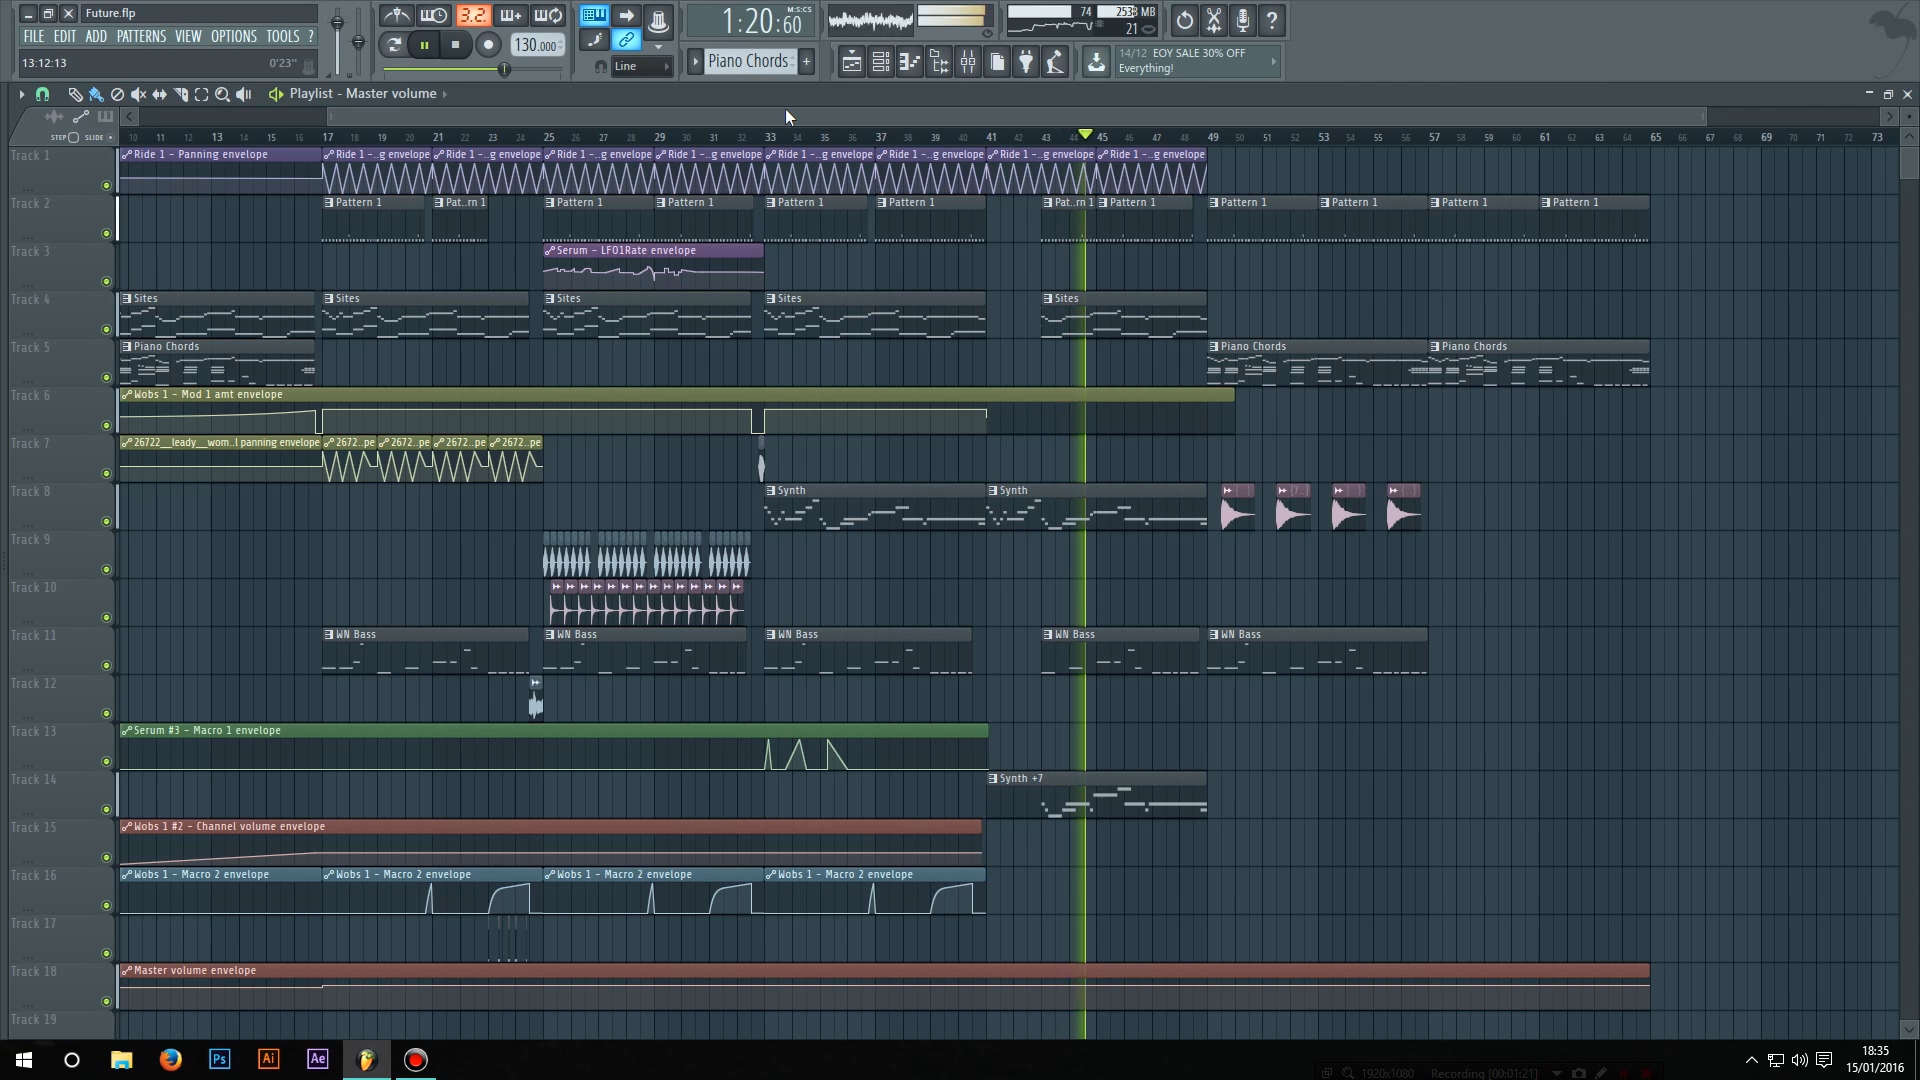 Future.flp
FILE EDIT ADD PATTERNS VIEW OPTIONS TOOLS ?
13:12:13 0'23"
3.2
130.000
Line
1:20:60
M:S:CS
Piano Chords
74
2538 MB
21
14/12 EOY SALE 30% OFF
Everything!
Playlist - Master volume
STEP SLIDE
10 11 12 13 14 15 16 17 18 19 20 21 22 23 24 25 26 27 28 29 30 31 32 33 34 35 36 37 38 39 40 41 42 43 44 45 46 47 48 49 50 51 52 53 54 55 56 57 58 59 60 61 62 63 64 65 66 67 68 69 70 71 72 73
Track 1
Ride 1 - Panning envelope Ride 1 -..g envelope Ride 1 -..g envelope Ride 1 -..g envelope Ride 1 -..g envelope Ride 1 -..g envelope Ride 1 -..g envelope Ride 1 -..g envelope Ride 1 -..g envelope
Track 2
Pattern 1 Pat..rn 1 Pattern 1 Pattern 1 Pattern 1 Pattern 1 Pat..rn 1 Pattern 1 Pattern 1 Pattern 1 Pattern 1 Pattern 1
Track 3
Serum - LFO1Rate envelope
Track 4
Sites Sites Sites Sites Sites
Track 5
Piano Chords Piano Chords Piano Chords
Track 6
Wobs 1 - Mod 1 amt envelope
Track 7
26722__leady__wom..l panning envelope 2672..pe 2672..pe 2672..pe 2672..pe
Track 8
Synth Synth
Track 9
Track 10
Track 11
WN Bass WN Bass WN Bass WN Bass WN Bass
Track 12
Track 13
Serum #3 - Macro 1 envelope
Track 14
Synth +7
Track 15
Wobs 1 #2 - Channel volume envelope
Track 16
Wobs 1 - Macro 2 envelope Wobs 1 - Macro 2 envelope Wobs 1 - Macro 2 envelope Wobs 1 - Macro 2 envelope
Track 17
Track 18
Master volume envelope
Track 19
Ps Ai Ae
1920x1080 Recording [00:01:21]
18:35
15/01/2016